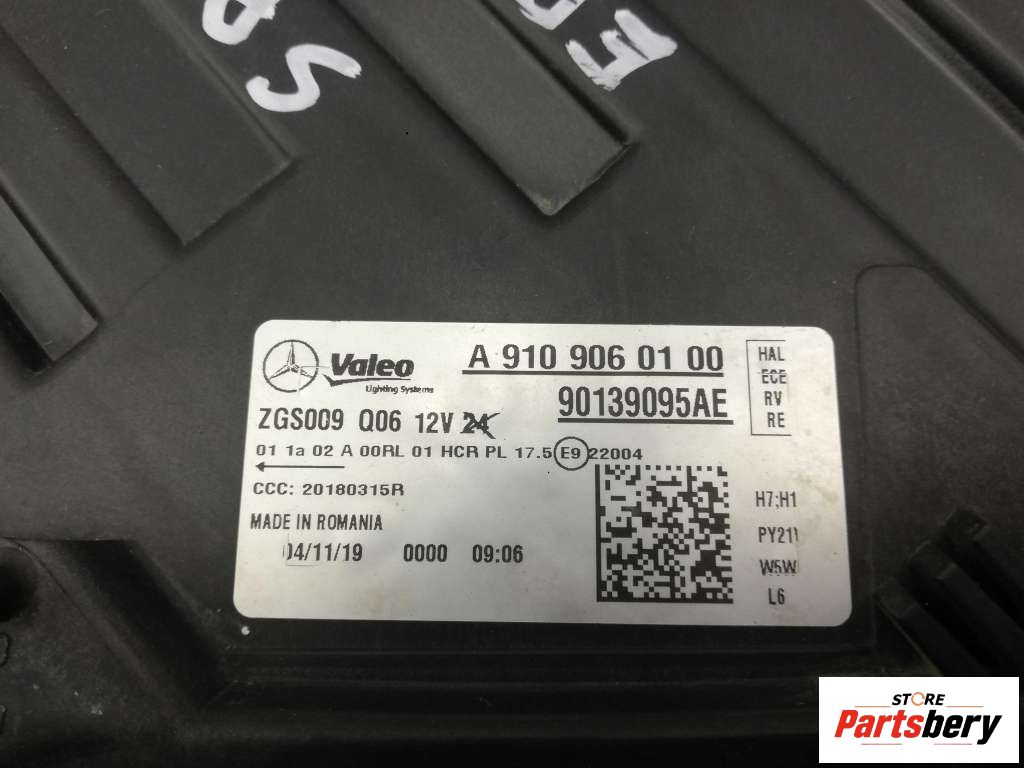 Valeo
Lighting Systems
A 910 906 01 00
90139095AE
ZGS009 Q06 12V 24
01 1a 02 A 00RL 01 HCR PL 17.5 E9 22004
CCC: 20180315R
MADE IN ROMANIA
04/11/19 0000 09:06
HAL
ECE
RV
RE
H7;H1
W5W
L6
STORE
Partsbery